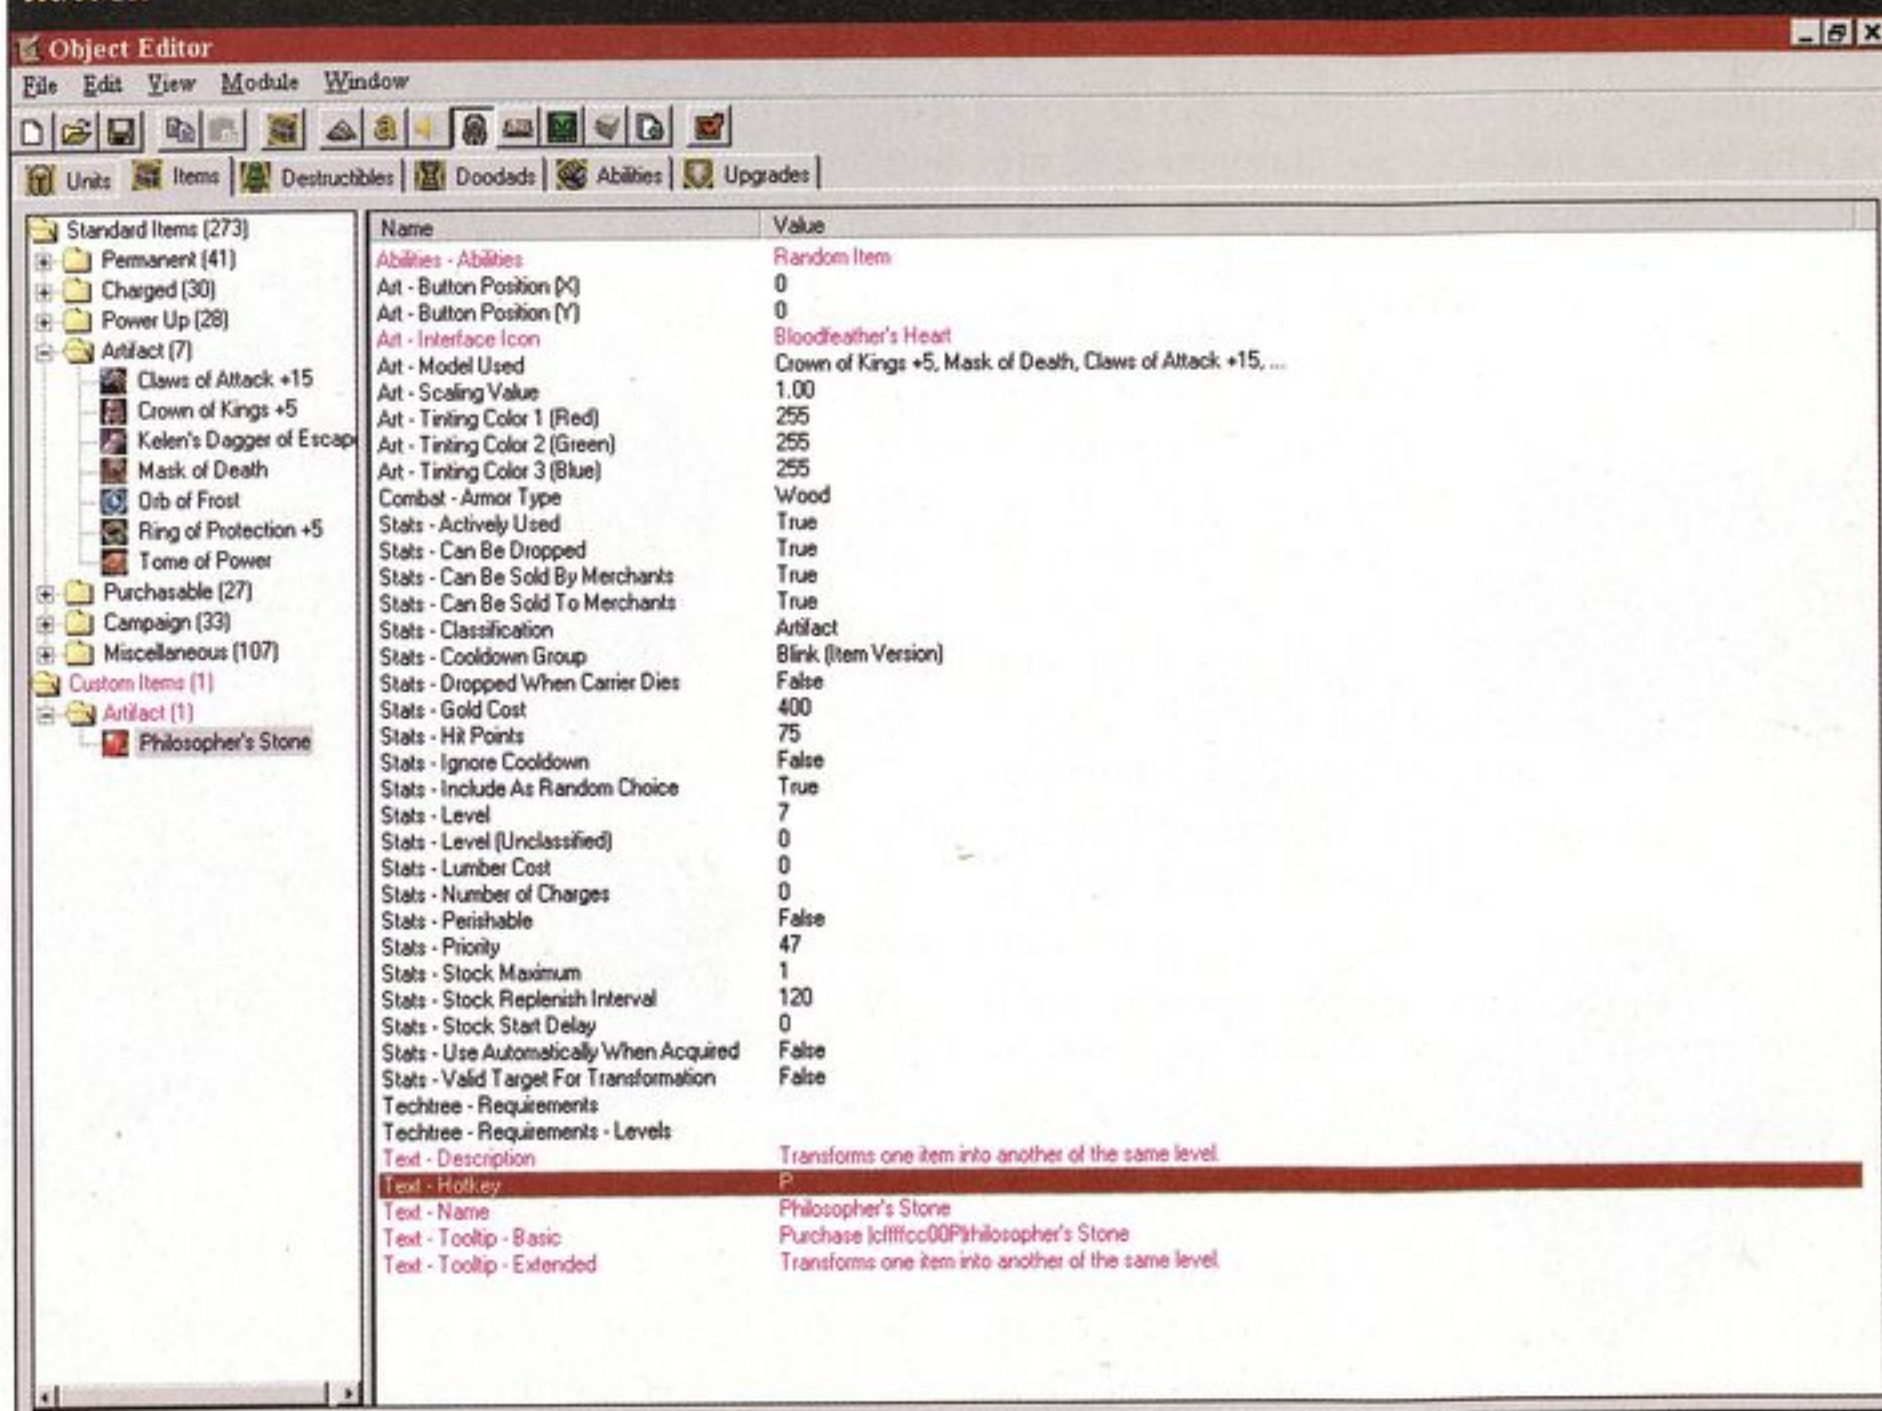 Object Editor
File Edit View Module Window
Units Items Destructibles Doodads Abilities Upgrades
Standard Items (273)
Permanent (41)
Charged (30)
Power Up (28)
Artifact (7)
Claws of Attack +15
Crown of Kings +5
Kelen's Dagger of Escap
Mask of Death
Orb of Frost
Ring of Protection +5
Tome of Power
Purchasable (27)
Campaign (33)
Miscellaneous (107)
Custom Items (1)
Artifact (1)
Philosopher's Stone
Name Value
Abilities - Abilities Random Item
Art - Button Position (X) 0
Art - Button Position (Y) 0
Art - Interface Icon Bloodfeather's Heart
Art - Model Used Crown of Kings +5, Mask of Death, Claws of Attack +15, ...
Art - Scaling Value 1.00
Art - Tinting Color 1 (Red) 255
Art - Tinting Color 2 (Green) 255
Art - Tinting Color 3 (Blue) 255
Combat - Armor Type Wood
Stats - Actively Used True
Stats - Can Be Dropped True
Stats - Can Be Sold By Merchants True
Stats - Can Be Sold To Merchants True
Stats - Classification Artifact
Stats - Cooldown Group Blink (Item Version)
Stats - Dropped When Carrier Dies False
Stats - Gold Cost 400
Stats - Hit Points 75
Stats - Ignore Cooldown False
Stats - Include As Random Choice True
Stats - Level 7
Stats - Level (Unclassified) 0
Stats - Lumber Cost 0
Stats - Number of Charges 0
Stats - Perishable False
Stats - Priority 47
Stats - Stock Maximum 1
Stats - Stock Replenish Interval 120
Stats - Stock Start Delay 0
Stats - Use Automatically When Acquired False
Stats - Valid Target For Transformation False
Techtree - Requirements
Techtree - Requirements - Levels
Text - Description Transforms one item into another of the same level.
Text - Hotkey P
Text - Name Philosopher's Stone
Text - Tooltip - Basic Purchase |cffffcc00P|rhilosopher's Stone
Text - Tooltip - Extended Transforms one item into another of the same level.